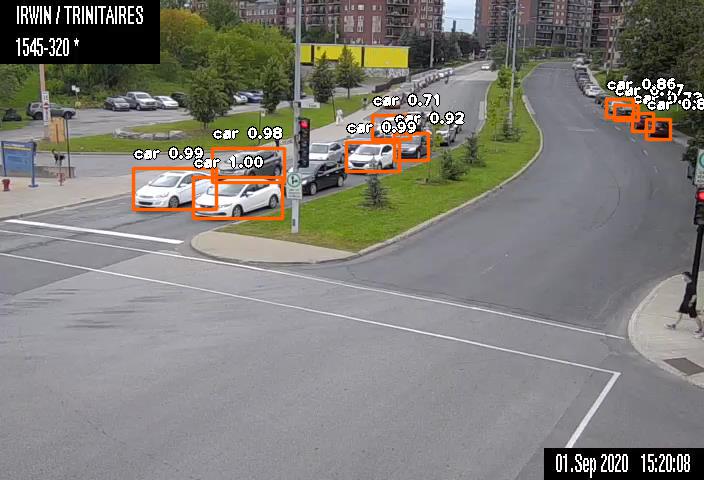 IRWIN / TRINITAIRES
1545-320 *
car 0.86
car 0.71
car 0.92
car 0.99
car 0.98
car 0.99
car 1.00
P
01.Sep 2020 15:20:08